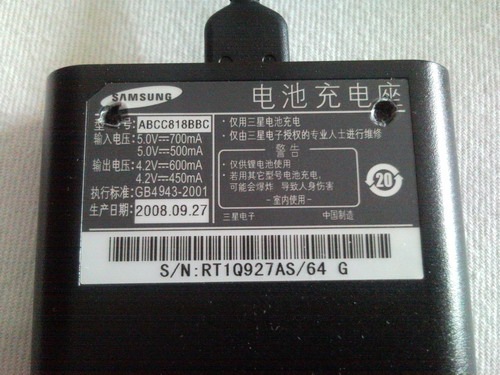 SAMSUNG
电池充电座
型 号: ABCC818BBC
输入电压: 5.0V⎓700mA
5.0V⎓500mA
输出电压: 4.2V⎓600mA
4.2V⎓450mA
执行标准: GB4943-2001
生产日期: 2008.09.27
• 仅用三星电池充电
• 仅由三星电子授权的专业人士进行维修
警告
• 仅供锂电池使用
• 若用其它型号电池充电,
可能会爆炸 导致人身伤害
- 室内使用 -
三星电子 中国制造
20
S/N:RT1Q927AS/64 G